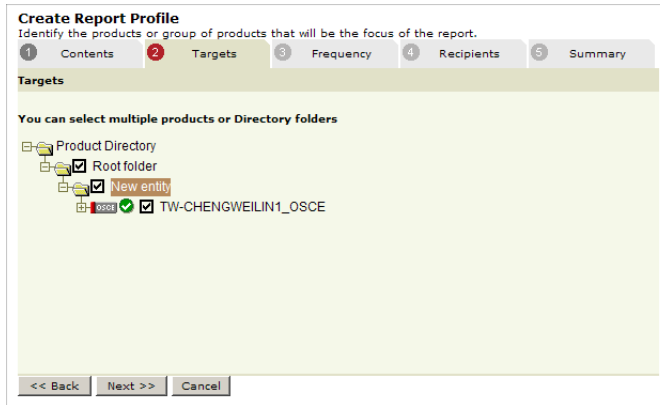 Create Report Profile
Identify the products or group of products that will be the focus of the report.
1 Contents 2 Targets 3 Frequency 4 Recipients 5 Summary
Targets
You can select multiple products or Directory folders
Product Directory
Root folder
New entity
OSCE TW-CHENGWEILIN1_OSCE
<< Back Next >> Cancel